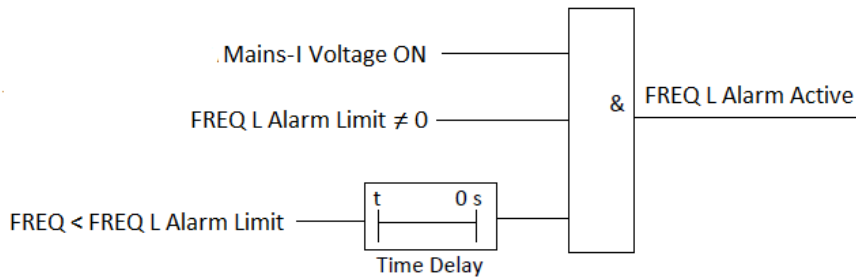 Mains-I Voltage ON
FREQ L Alarm Limit ≠ 0
& FREQ L Alarm Active
FREQ < FREQ L Alarm Limit
t 0 s
Time Delay